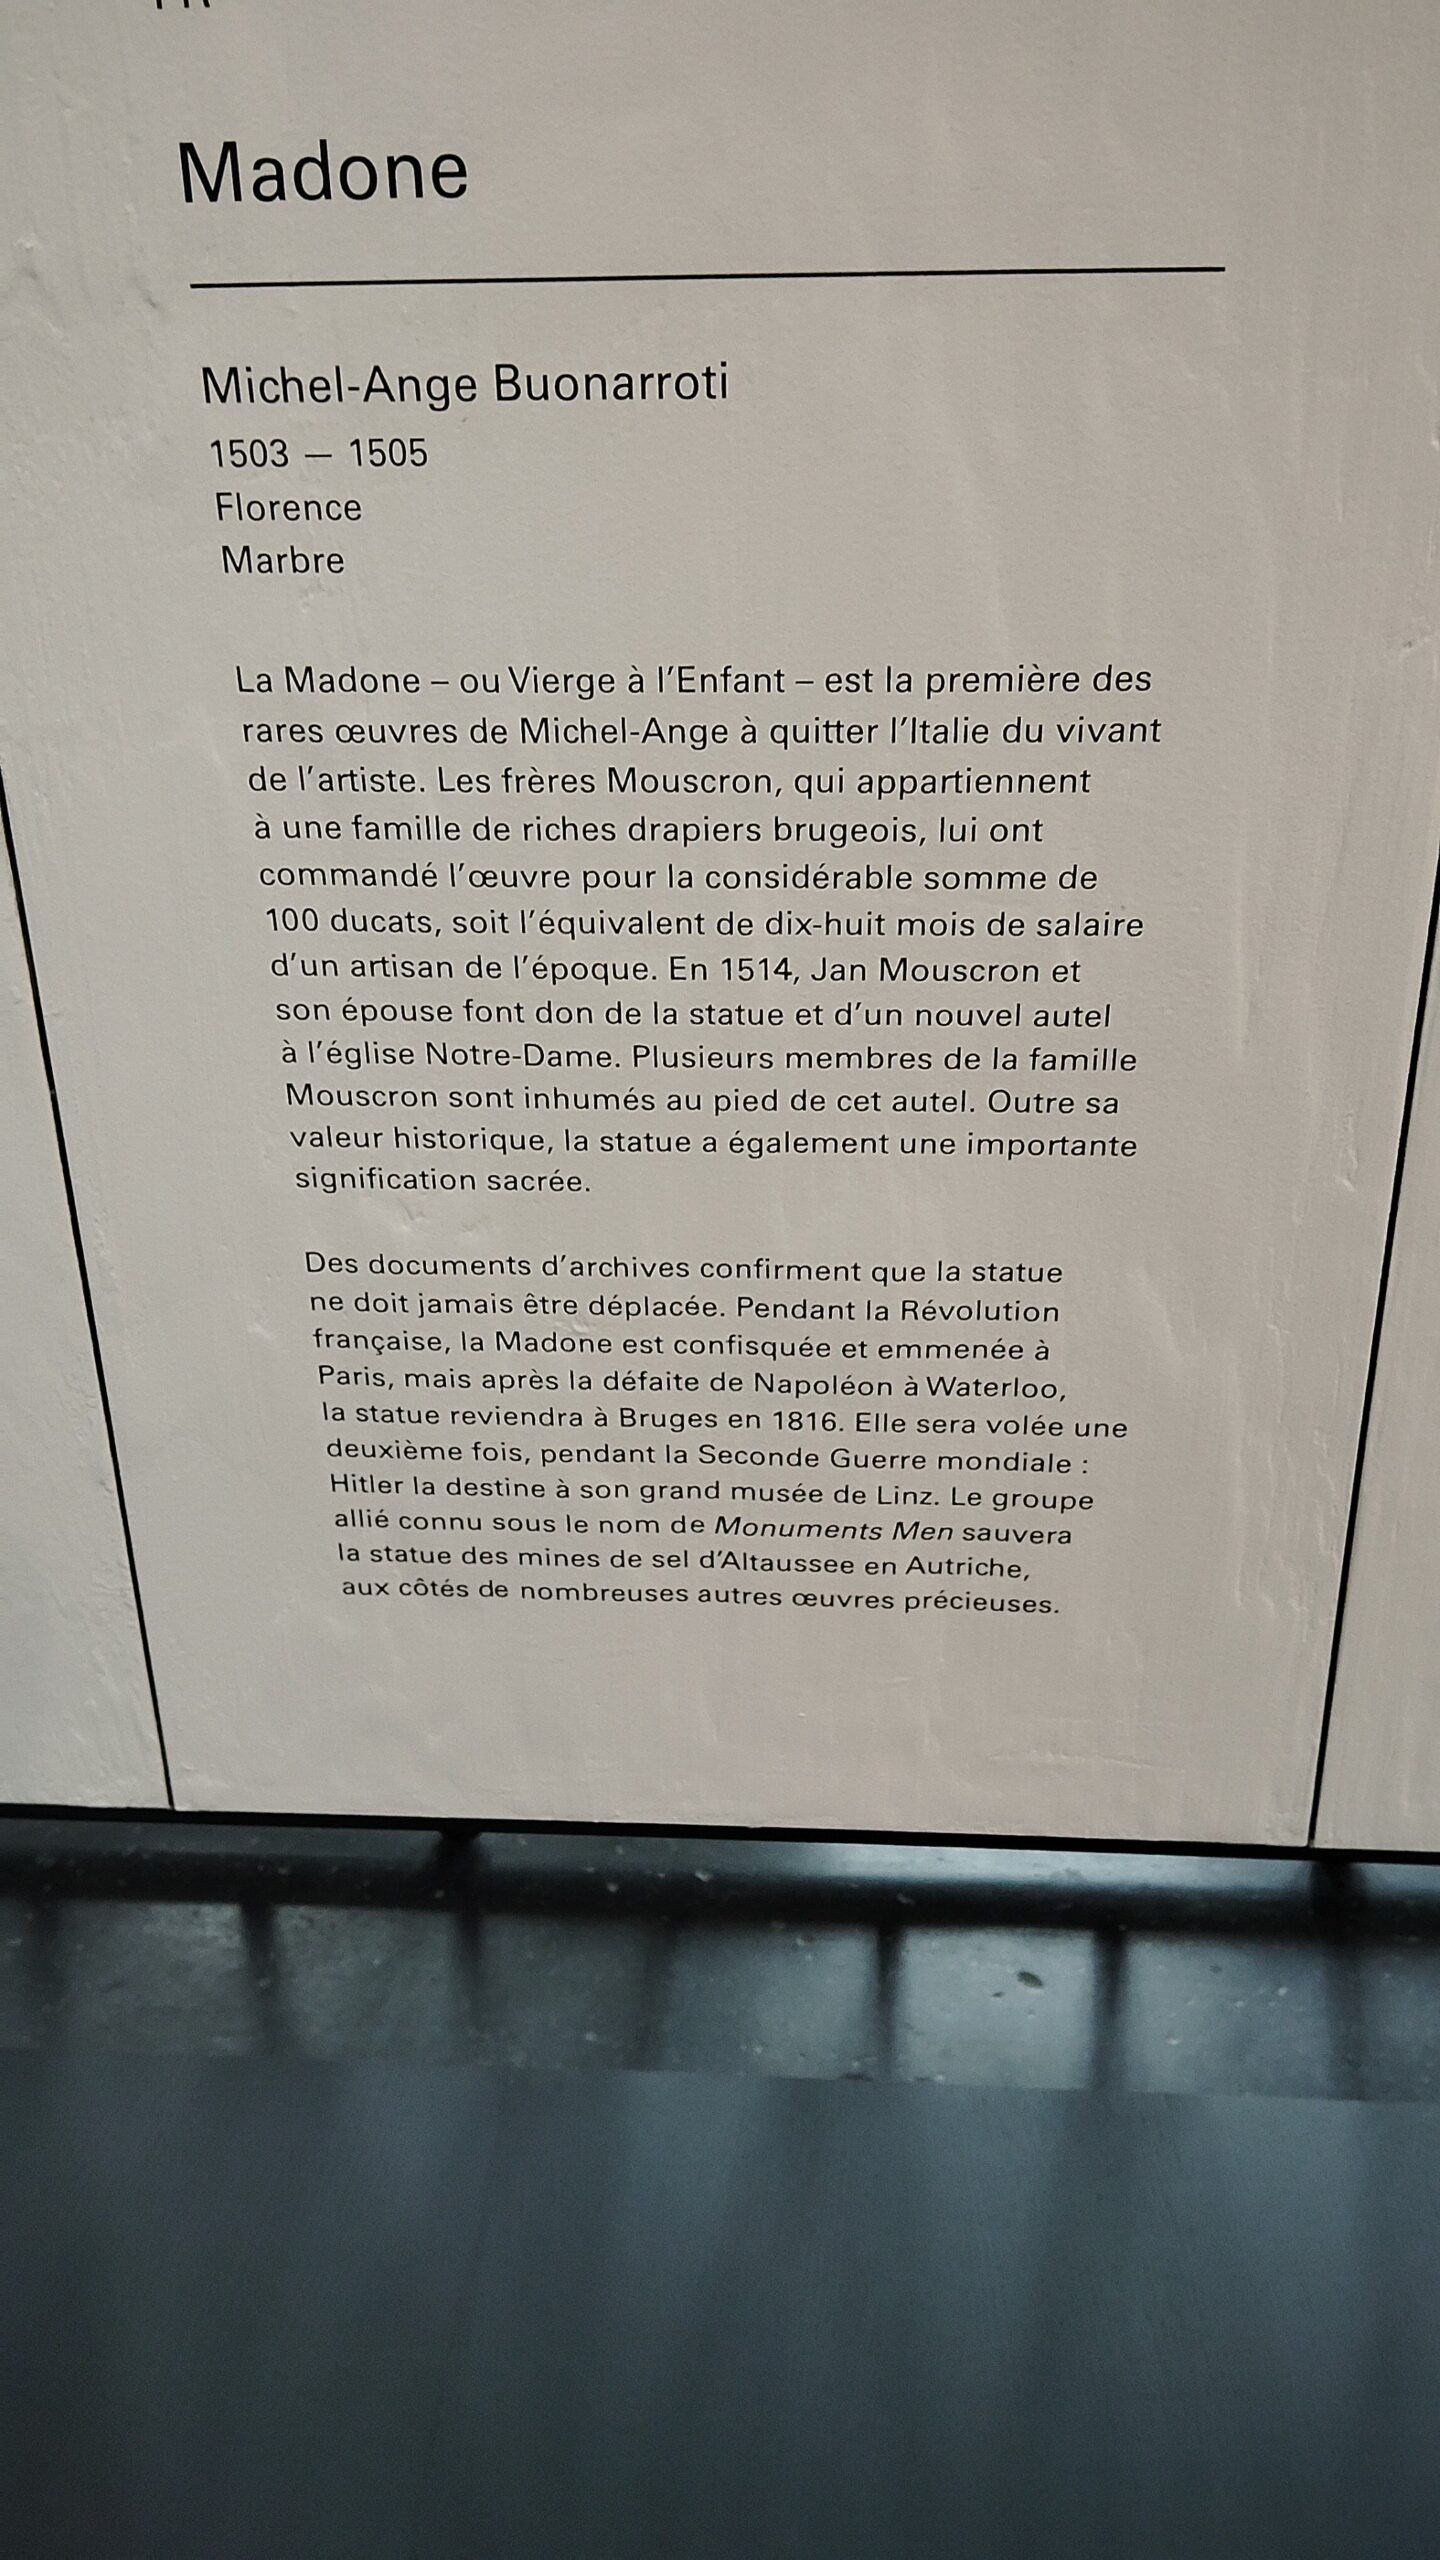 Madone
Michel-Ange Buonarroti
1503 — 1505
Florence
Marbre
La Madone – ou Vierge à l’Enfant – est la première des
rares œuvres de Michel-Ange à quitter l’Italie du vivant
de l’artiste. Les frères Mouscron, qui appartiennent
à une famille de riches drapiers brugeois, lui ont
commandé l’œuvre pour la considérable somme de
100 ducats, soit l’équivalent de dix-huit mois de salaire
d’un artisan de l’époque. En 1514, Jan Mouscron et
son épouse font don de la statue et d’un nouvel autel
à l’église Notre-Dame. Plusieurs membres de la famille
Mouscron sont inhumés au pied de cet autel. Outre sa
valeur historique, la statue a également une importante
signification sacrée.
Des documents d’archives confirment que la statue
ne doit jamais être déplacée. Pendant la Révolution
française, la Madone est confisquée et emmenée à
Paris, mais après la défaite de Napoléon à Waterloo,
la statue reviendra à Bruges en 1816. Elle sera volée une
deuxième fois, pendant la Seconde Guerre mondiale :
Hitler la destine à son grand musée de Linz. Le groupe
allié connu sous le nom de Monuments Men sauvera
la statue des mines de sel d’Altaussee en Autriche,
aux côtés de nombreuses autres œuvres précieuses.